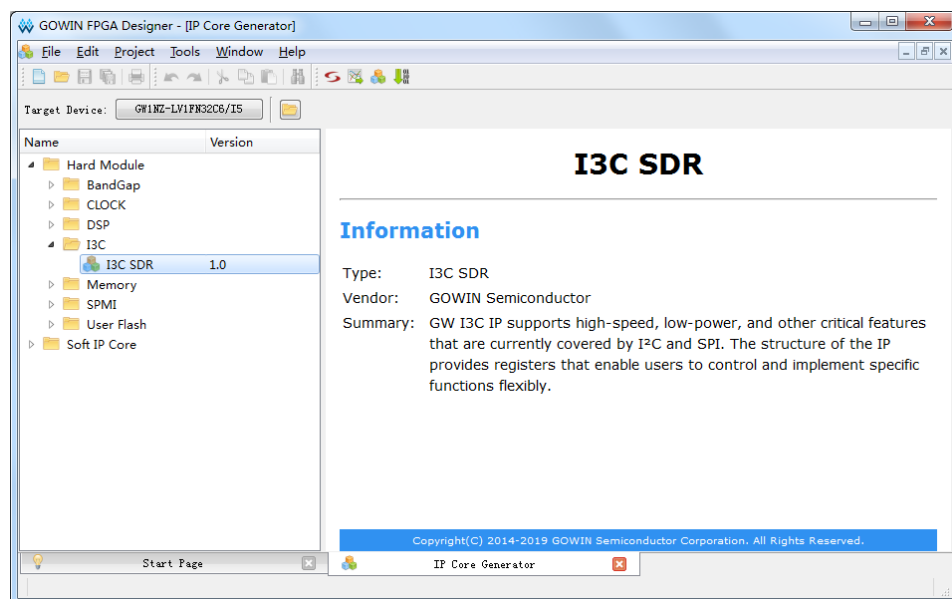 GOWIN FPGA Designer - [IP Core Generator]
File Edit Project Tools Window Help
Target Device: GW1NZ-LV1FN32C6/I5
Name Version
Hard Module
BandGap
CLOCK
DSP
I3C
I3C SDR 1.0
Memory
SPMI
User Flash
Soft IP Core
I3C SDR
Information
Type: I3C SDR
Vendor: GOWIN Semiconductor
Summary: GW I3C IP supports high-speed, low-power, and other critical features
that are currently covered by I²C and SPI. The structure of the IP
provides registers that enable users to control and implement specific
functions flexibly.
Copyright(C) 2014-2019 GOWIN Semiconductor Corporation. All Rights Reserved.
Start Page
IP Core Generator